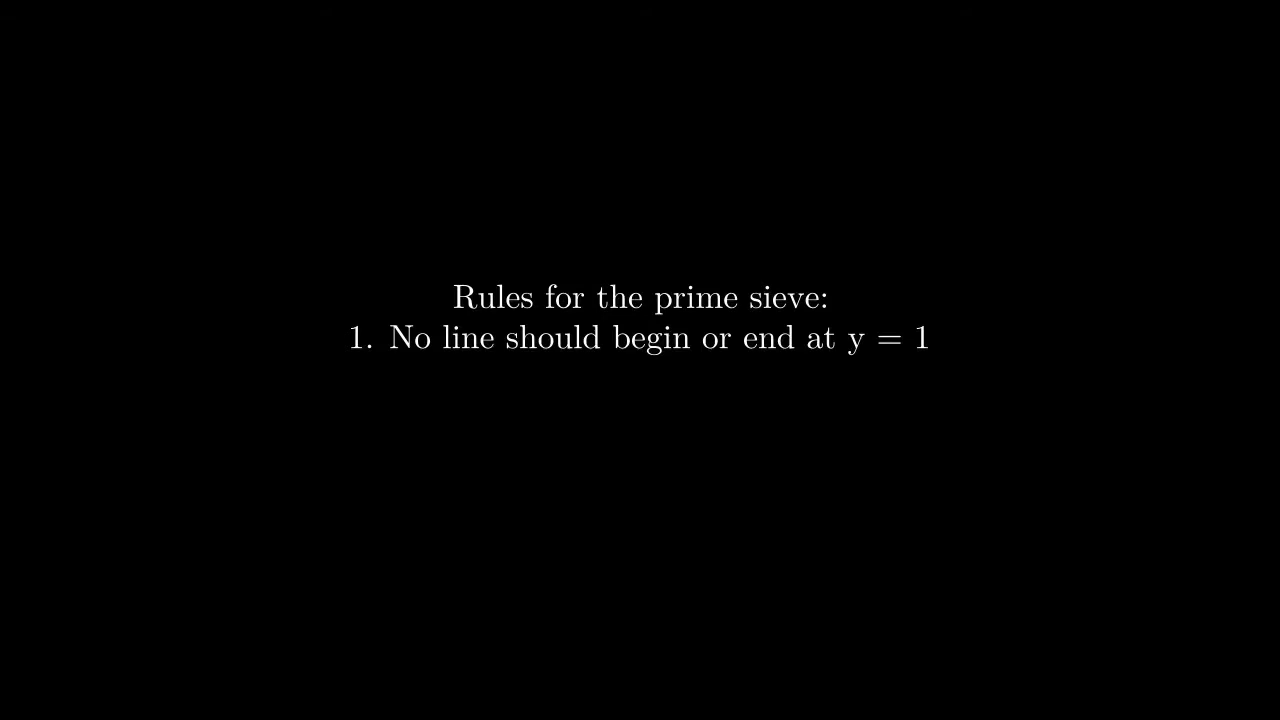 Rules for the prime sieve:
1. No line should begin or end at y = 1